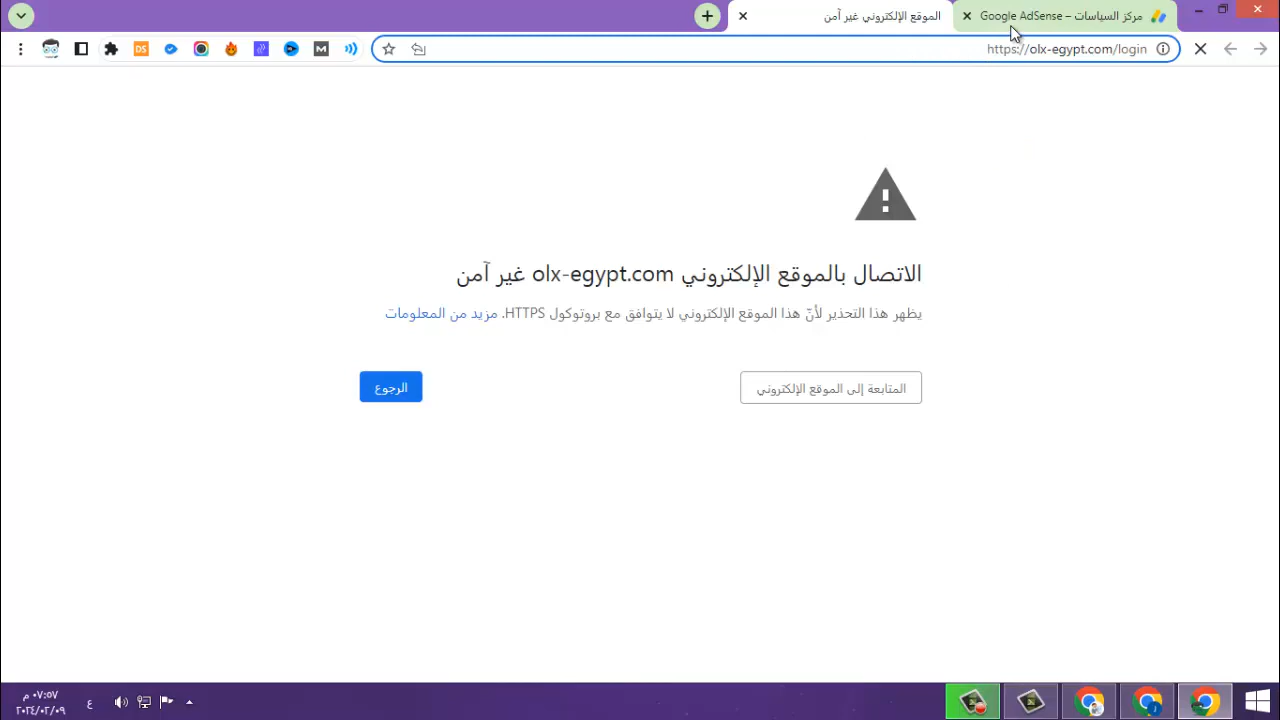 مركز السياسات – Google AdSense
الموقع الإلكتروني غير آمن
https://olx-egypt.com/login
DS
M
الاتصال بالموقع الإلكتروني olx-egypt.com غير آمن
يظهر هذا التحذير لأنّ هذا الموقع الإلكتروني لا يتوافق مع بروتوكول HTTPS. مزيد من المعلومات
المتابعة إلى الموقع الإلكتروني
الرجوع
٠٧:٥٧ م
ع
٢٠٢٤/٠٢/٠٩